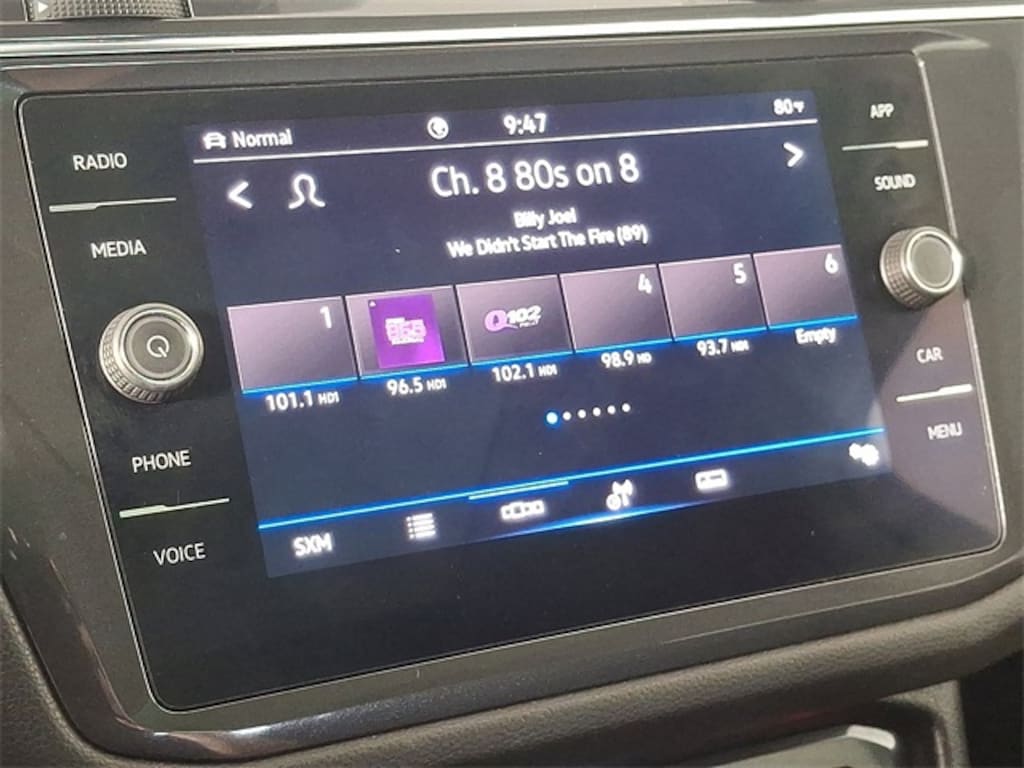 Normal
9:47
80°F
Ch. 8 80s on 8
Billy Joel
We Didn't Start The Fire (89)
1
Q102
4
5
6
101.1 HD1
96.5 HD1
102.1 HD1
98.9 HD
93.7 HD1
Empty
SXM
RADIO
MEDIA
PHONE
VOICE
APP
SOUND
CAR
MENU